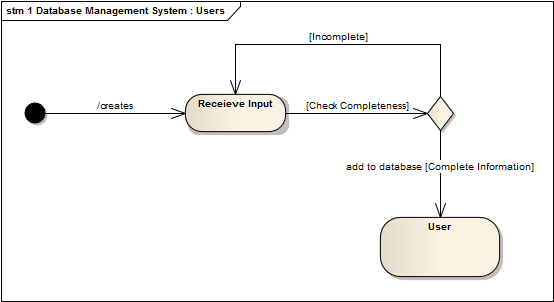 stm 1 Database Management System : Users
[Incomplete]
/creates
Receieve Input
[Check Completeness]
add to database [Complete Information]
User